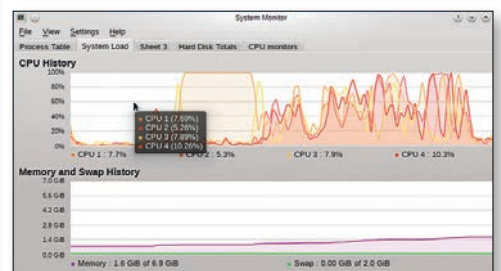 System Monitor
File View Settings Help
Process Table System Load Sheet 3 Hard Disk Totals CPU monitors
CPU History
100%
80%
60%
40%
20%
0%
CPU 1 (7.69%)
CPU 2 (5.26%)
CPU 3 (7.89%)
CPU 4 (10.26%)
CPU 1 : 7.7% CPU 2 : 5.3% CPU 3 : 7.9% CPU 4 : 10.3%
Memory and Swap History
7.0 GiB
5.6 GiB
4.2 GiB
2.8 GiB
1.4 GiB
0.0 GiB
Memory : 1.6 GiB of 6.9 GiB Swap : 0.00 GiB of 2.0 GiB